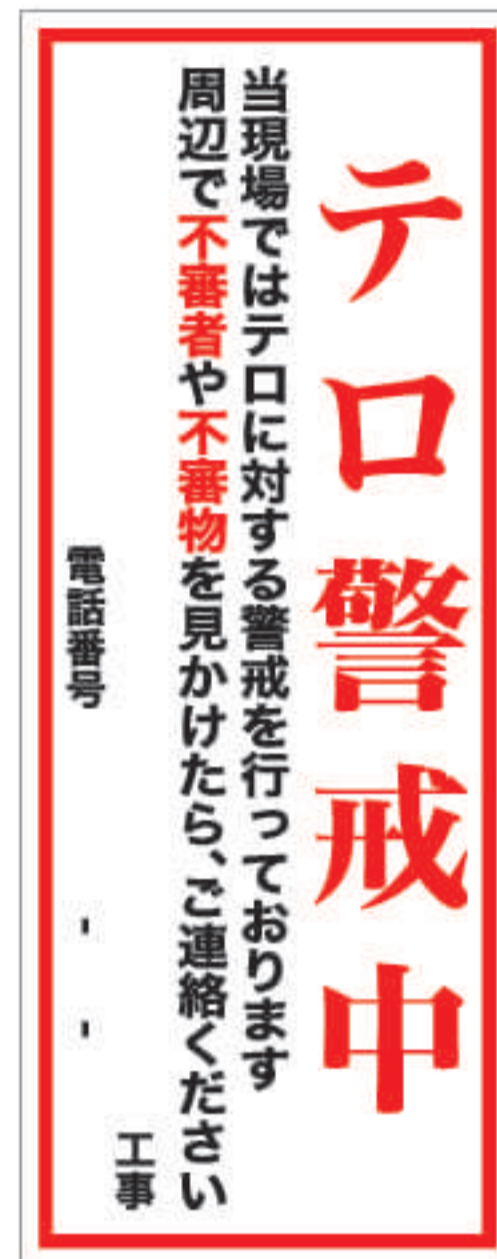 テロ警戒中
当現場ではテロに対する警戒を行っております
周辺で不審者や不審物を見かけたら、ご連絡ください
工事
電話番号 - -